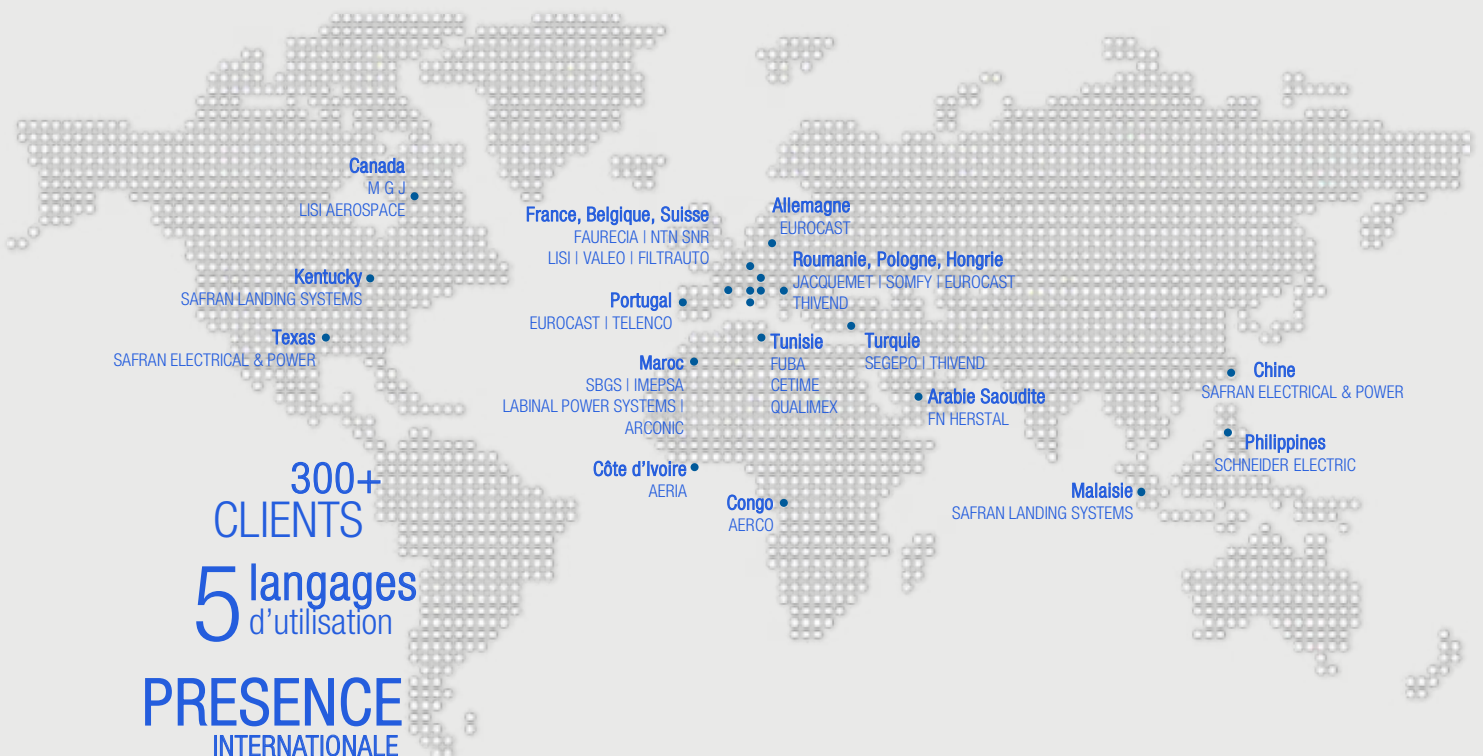 Canada
M G J
LISI AEROSPACE
Kentucky
SAFRAN LANDING SYSTEMS
Texas
SAFRAN ELECTRICAL & POWER
France, Belgique, Suisse
FAURECIA | NTN SNR
LISI | VALEO | FILTRAUTO
Allemagne
EUROCAST
Roumanie, Pologne, Hongrie
JACQUEMET | SOMFY | EUROCAST
THIVEND
Portugal
EUROCAST | TELENCO
Tunisie
FUBA
CETIME
QUALIMEX
Turquie
SEGEPO | THIVEND
Maroc
SBGS | IMEPSA
LABINAL POWER SYSTEMS |
ARCONIC
Arabie Saoudite
FN HERSTAL
Chine
SAFRAN ELECTRICAL & POWER
Philippines
SCHNEIDER ELECTRIC
Côte d'Ivoire
AERIA
Congo
AERCO
Malaisie
SAFRAN LANDING SYSTEMS
300+
CLIENTS
5 langages
d'utilisation
PRESENCE
INTERNATIONALE